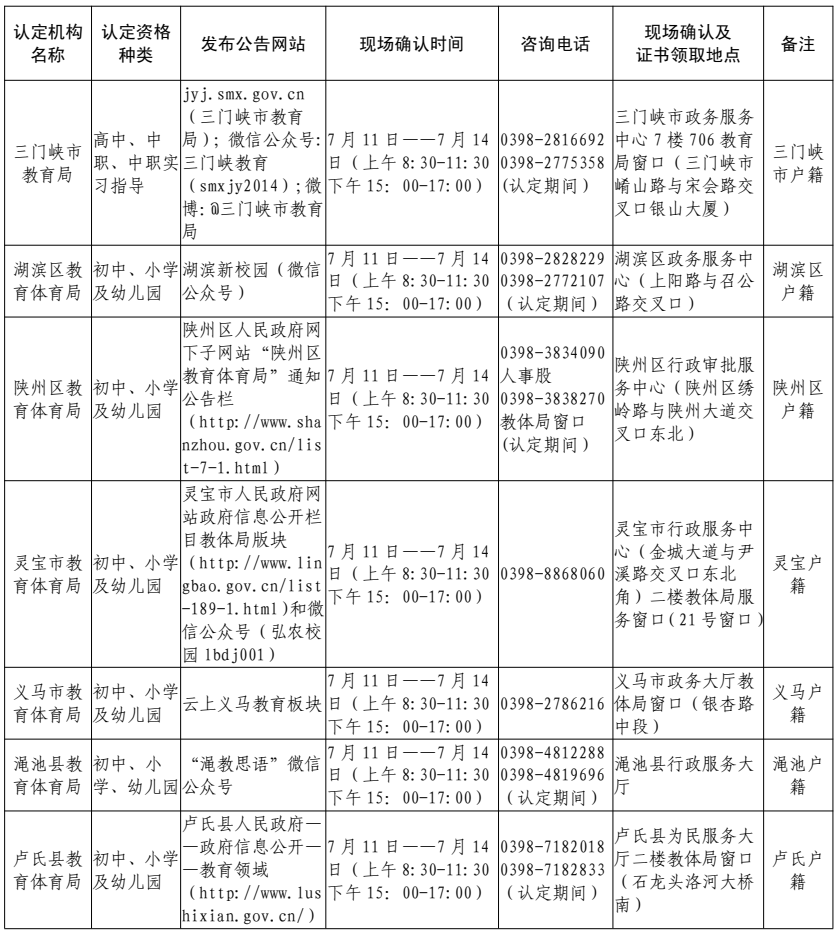 认定机构
名称
认定资格
种类
发布公告网站
现场确认时间
咨询电话
现场确认及
证书领取地点
备注
三门峡市
教育局
高中、中
职、中职实
习指导
jyj.smx.gov.cn
（三门峡市教育
局）；微信公众号:
三门峡教育
（smxjy2014）;微
博:@三门峡市教育
局
7月11日——7月14
日（上午8:30-11:30
下午15：00-17:00）
0398-2816692
0398-2775358
(认定期间）
三门峡市政务服务
中心7楼706教育
局窗口（三门峡市
崤山路与宋会路交
叉口银山大厦）
三门峡
市户籍
湖滨区教
育体育局
初中、小学
及幼儿园
湖滨新校园（微信
公众号）
7月11日——7月14
日（上午8:30-11:30
下午15：00-17:00）
0398-2828229
0398-2772107
（认定期间）
湖滨区政务服务中
心（上阳路与召公
路交叉口）
湖滨区
户籍
陕州区教
育体育局
初中、小学
及幼儿园
陕州区人民政府网
下子网站“陕州区
教育体育局”通知
公告栏
（http://www.sha
nzhou.gov.cn/lis
t-7-1.html）
7月11日——7月14
日（上午8:30-11:30
下午15：00-17:00）
0398-3834090
人事股
0398-3838270
教体局窗口
(认定期间）
陕州区行政审批服
务中心（陕州区绣
岭路与陕州大道交
叉口东北）
陕州区
户籍
灵宝市教
育体育局
初中、小学
及幼儿园
灵宝市人民政府网
站政府信息公开栏
目教体局版块
（http://www.lin
gbao.gov.cn/list
-189-1.html)和微
信公众号（弘农校
园lbdj001）
7月11日——7月14
日（上午8:30-11:30
下午15：00-17:00）
0398-8868060
灵宝市行政服务中
心（金城大道与尹
溪路交叉口东北
角）二楼教体局服
务窗口(21号窗口)
灵宝户
籍
义马市教
育体育局
初中、小学
及幼儿园
云上义马教育板块
7月11日——7月14
日（上午8:30-11:30
下午15：00-17:00）
0398-2786216
义马市政务大厅教
体局窗口（银杏路
中段）
义马户
籍
渑池县教
育体育局
初中、小
学、幼儿园
“渑教思语”微信
公众号
7月11日——7月14
日（上午8:30-11:30
下午15：00-17:00）
0398-4812288
0398-4819696
（认定期间）
渑池县行政服务大
厅
渑池户
籍
卢氏县教
育体育局
初中、小学
及幼儿园
卢氏县人民政府—
—政府信息公开—
—教育领域
（http://www.lus
hixian.gov.cn/）
7月11日——7月14
日（上午8:30-11:30
下午15：00-17:00）
0398-7182018
0398-7182833
（认定期间）
卢氏县为民服务大
厅二楼教体局窗口
（石龙头洛河大桥
南）
卢氏户
籍